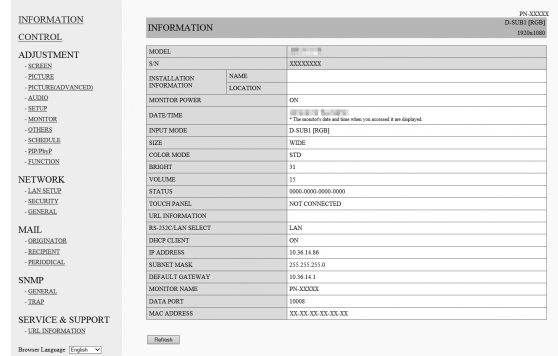 INFORMATION
CONTROL
ADJUSTMENT
- SCREEN
- PICTURE
- PICTURE(ADVANCED)
- AUDIO
- SETUP
- MONITOR
- OTHERS
- SCHEDULE
- PIP/PbyP
- FUNCTION
NETWORK
- LAN SETUP
- SECURITY
- GENERAL
MAIL
- ORIGINATOR
- RECIPIENT
- PERIODICAL
SNMP
- GENERAL
- TRAP
SERVICE & SUPPORT
- URL INFORMATION
Browser Language English
PN-XXXXX
INFORMATION
D-SUB1 [RGB]
1920x1080
MODEL
S/N XXXXXXXX
INSTALLATION INFORMATION NAME
LOCATION
MONITOR POWER ON
DATE/TIME
* The monitor's date and time when you accessed it are displayed.
INPUT MODE D-SUB1 [RGB]
SIZE WIDE
COLOR MODE STD
BRIGHT 31
VOLUME 15
STATUS 0000-0000-0000-0000
TOUCH PANEL NOT CONNECTED
URL INFORMATION
RS-232C/LAN SELECT LAN
DHCP CLIENT ON
IP ADDRESS 10.36.14.86
SUBNET MASK 255.255.255.0
DEFAULT GATEWAY 10.36.14.1
MONITOR NAME PN-XXXXX
DATA PORT 10008
MAC ADDRESS XX-XX-XX-XX-XX-XX
Refresh